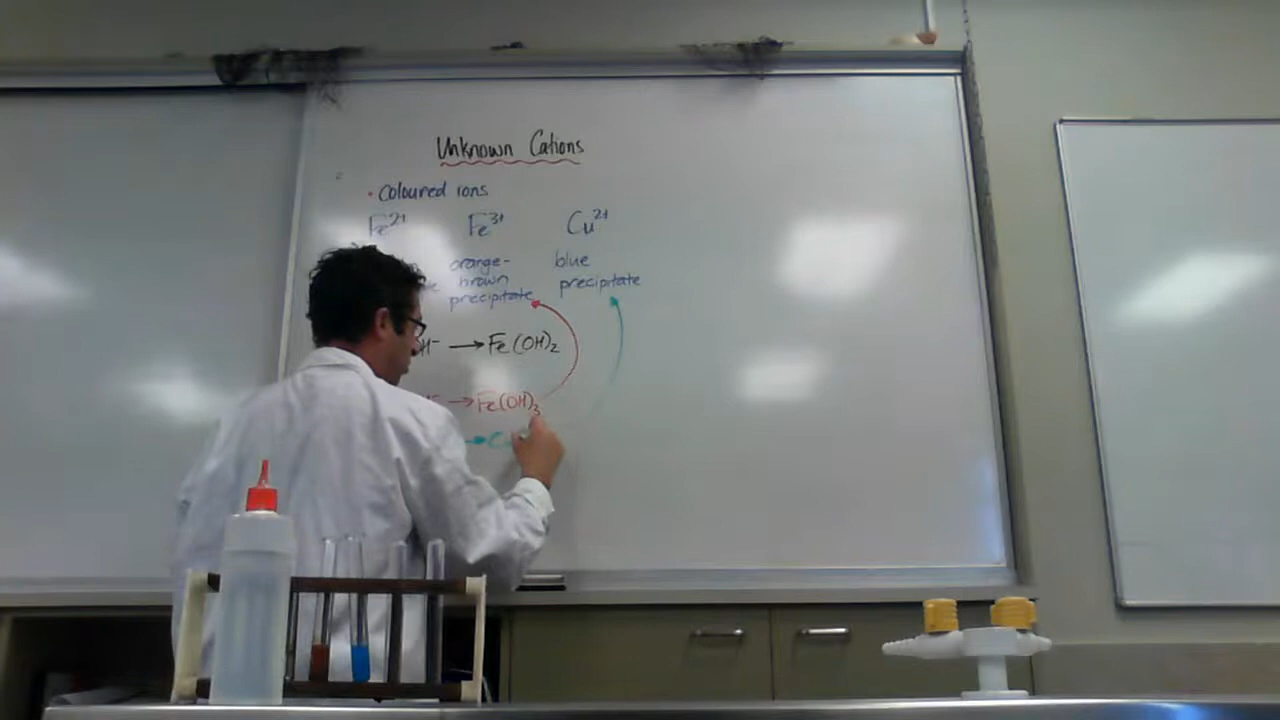 Unknown Cations
• Coloured ions
Fe²⁺ Fe³⁺ Cu²⁺
orange-
brown
precipitate
blue
precipitate
OH⁻ → Fe(OH)₂
→ Fe(OH)₃
→ C